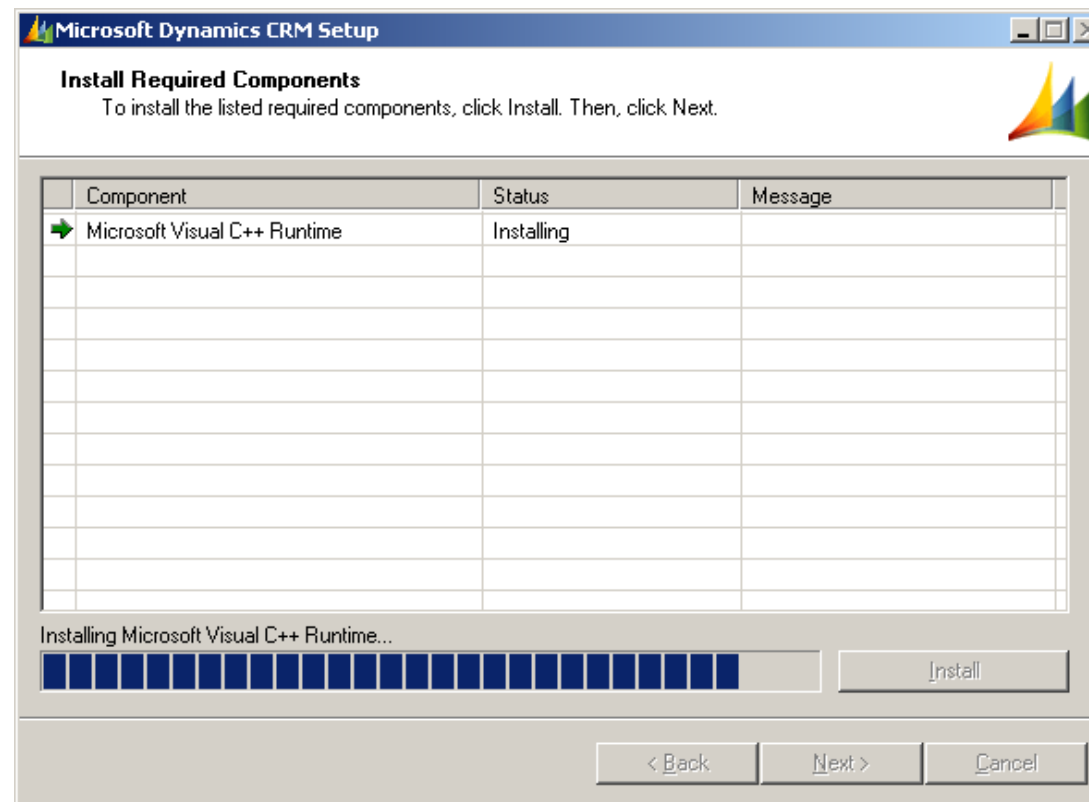 Microsoft Dynamics CRM Setup
Install Required Components
To install the listed required components, click Install. Then, click Next.
Component Status Message
Microsoft Visual C++ Runtime Installing
Installing Microsoft Visual C++ Runtime...
Install
< Back Next > Cancel